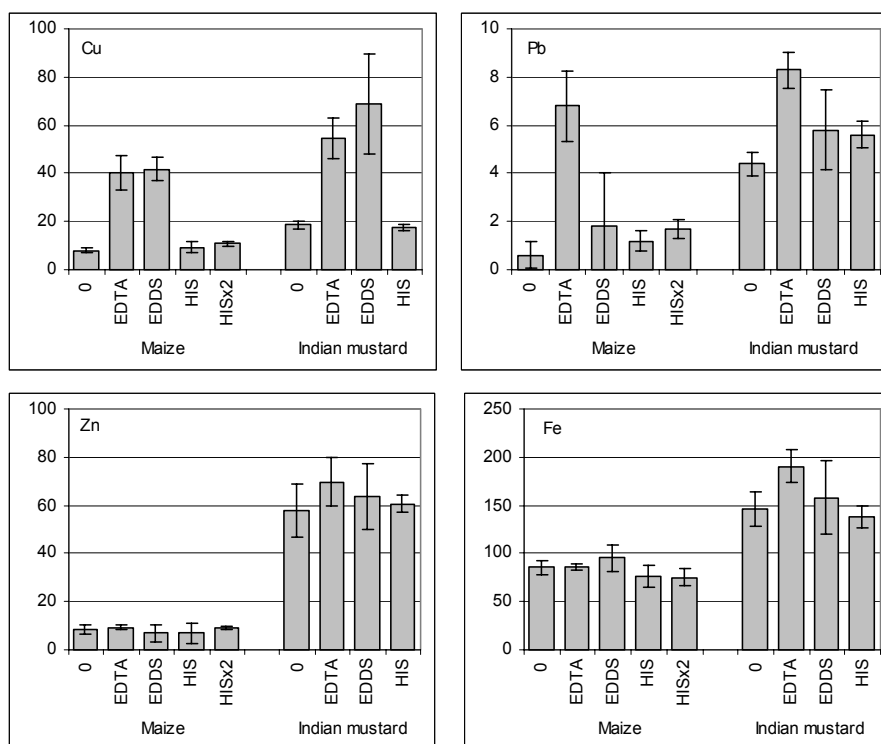 Cu
100
80
60
40
20
0
0
EDTA
EDDS
HIS
HISx2
0
EDTA
EDDS
HIS
Maize
Indian mustard
Pb
10
8
6
4
2
0
0
EDTA
EDDS
HIS
HISx2
0
EDTA
EDDS
HIS
Maize
Indian mustard
Zn
100
80
60
40
20
0
0
EDTA
EDDS
HIS
HISx2
0
EDTA
EDDS
HIS
Maize
Indian mustard
Fe
250
200
150
100
50
0
0
EDTA
EDDS
HIS
HISx2
0
EDTA
EDDS
HIS
Maize
Indian mustard